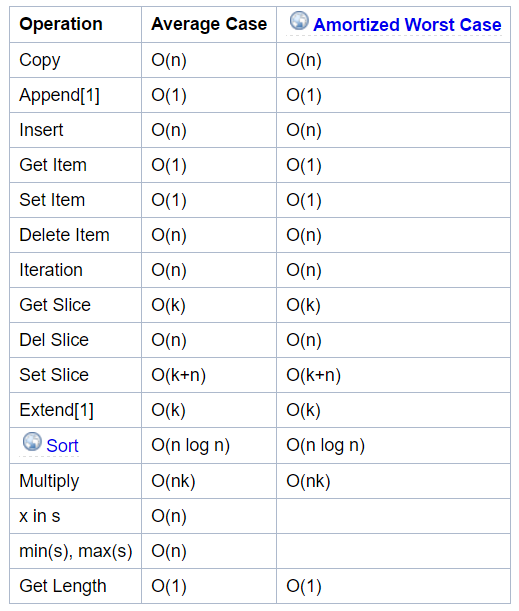 Operation Average Case Amortized Worst Case
Copy O(n) O(n)
Append[1] O(1) O(1)
Insert O(n) O(n)
Get Item O(1) O(1)
Set Item O(1) O(1)
Delete Item O(n) O(n)
Iteration O(n) O(n)
Get Slice O(k) O(k)
Del Slice O(n) O(n)
Set Slice O(k+n) O(k+n)
Extend[1] O(k) O(k)
Sort O(n log n) O(n log n)
Multiply O(nk) O(nk)
x in s O(n)
min(s), max(s) O(n)
Get Length O(1) O(1)